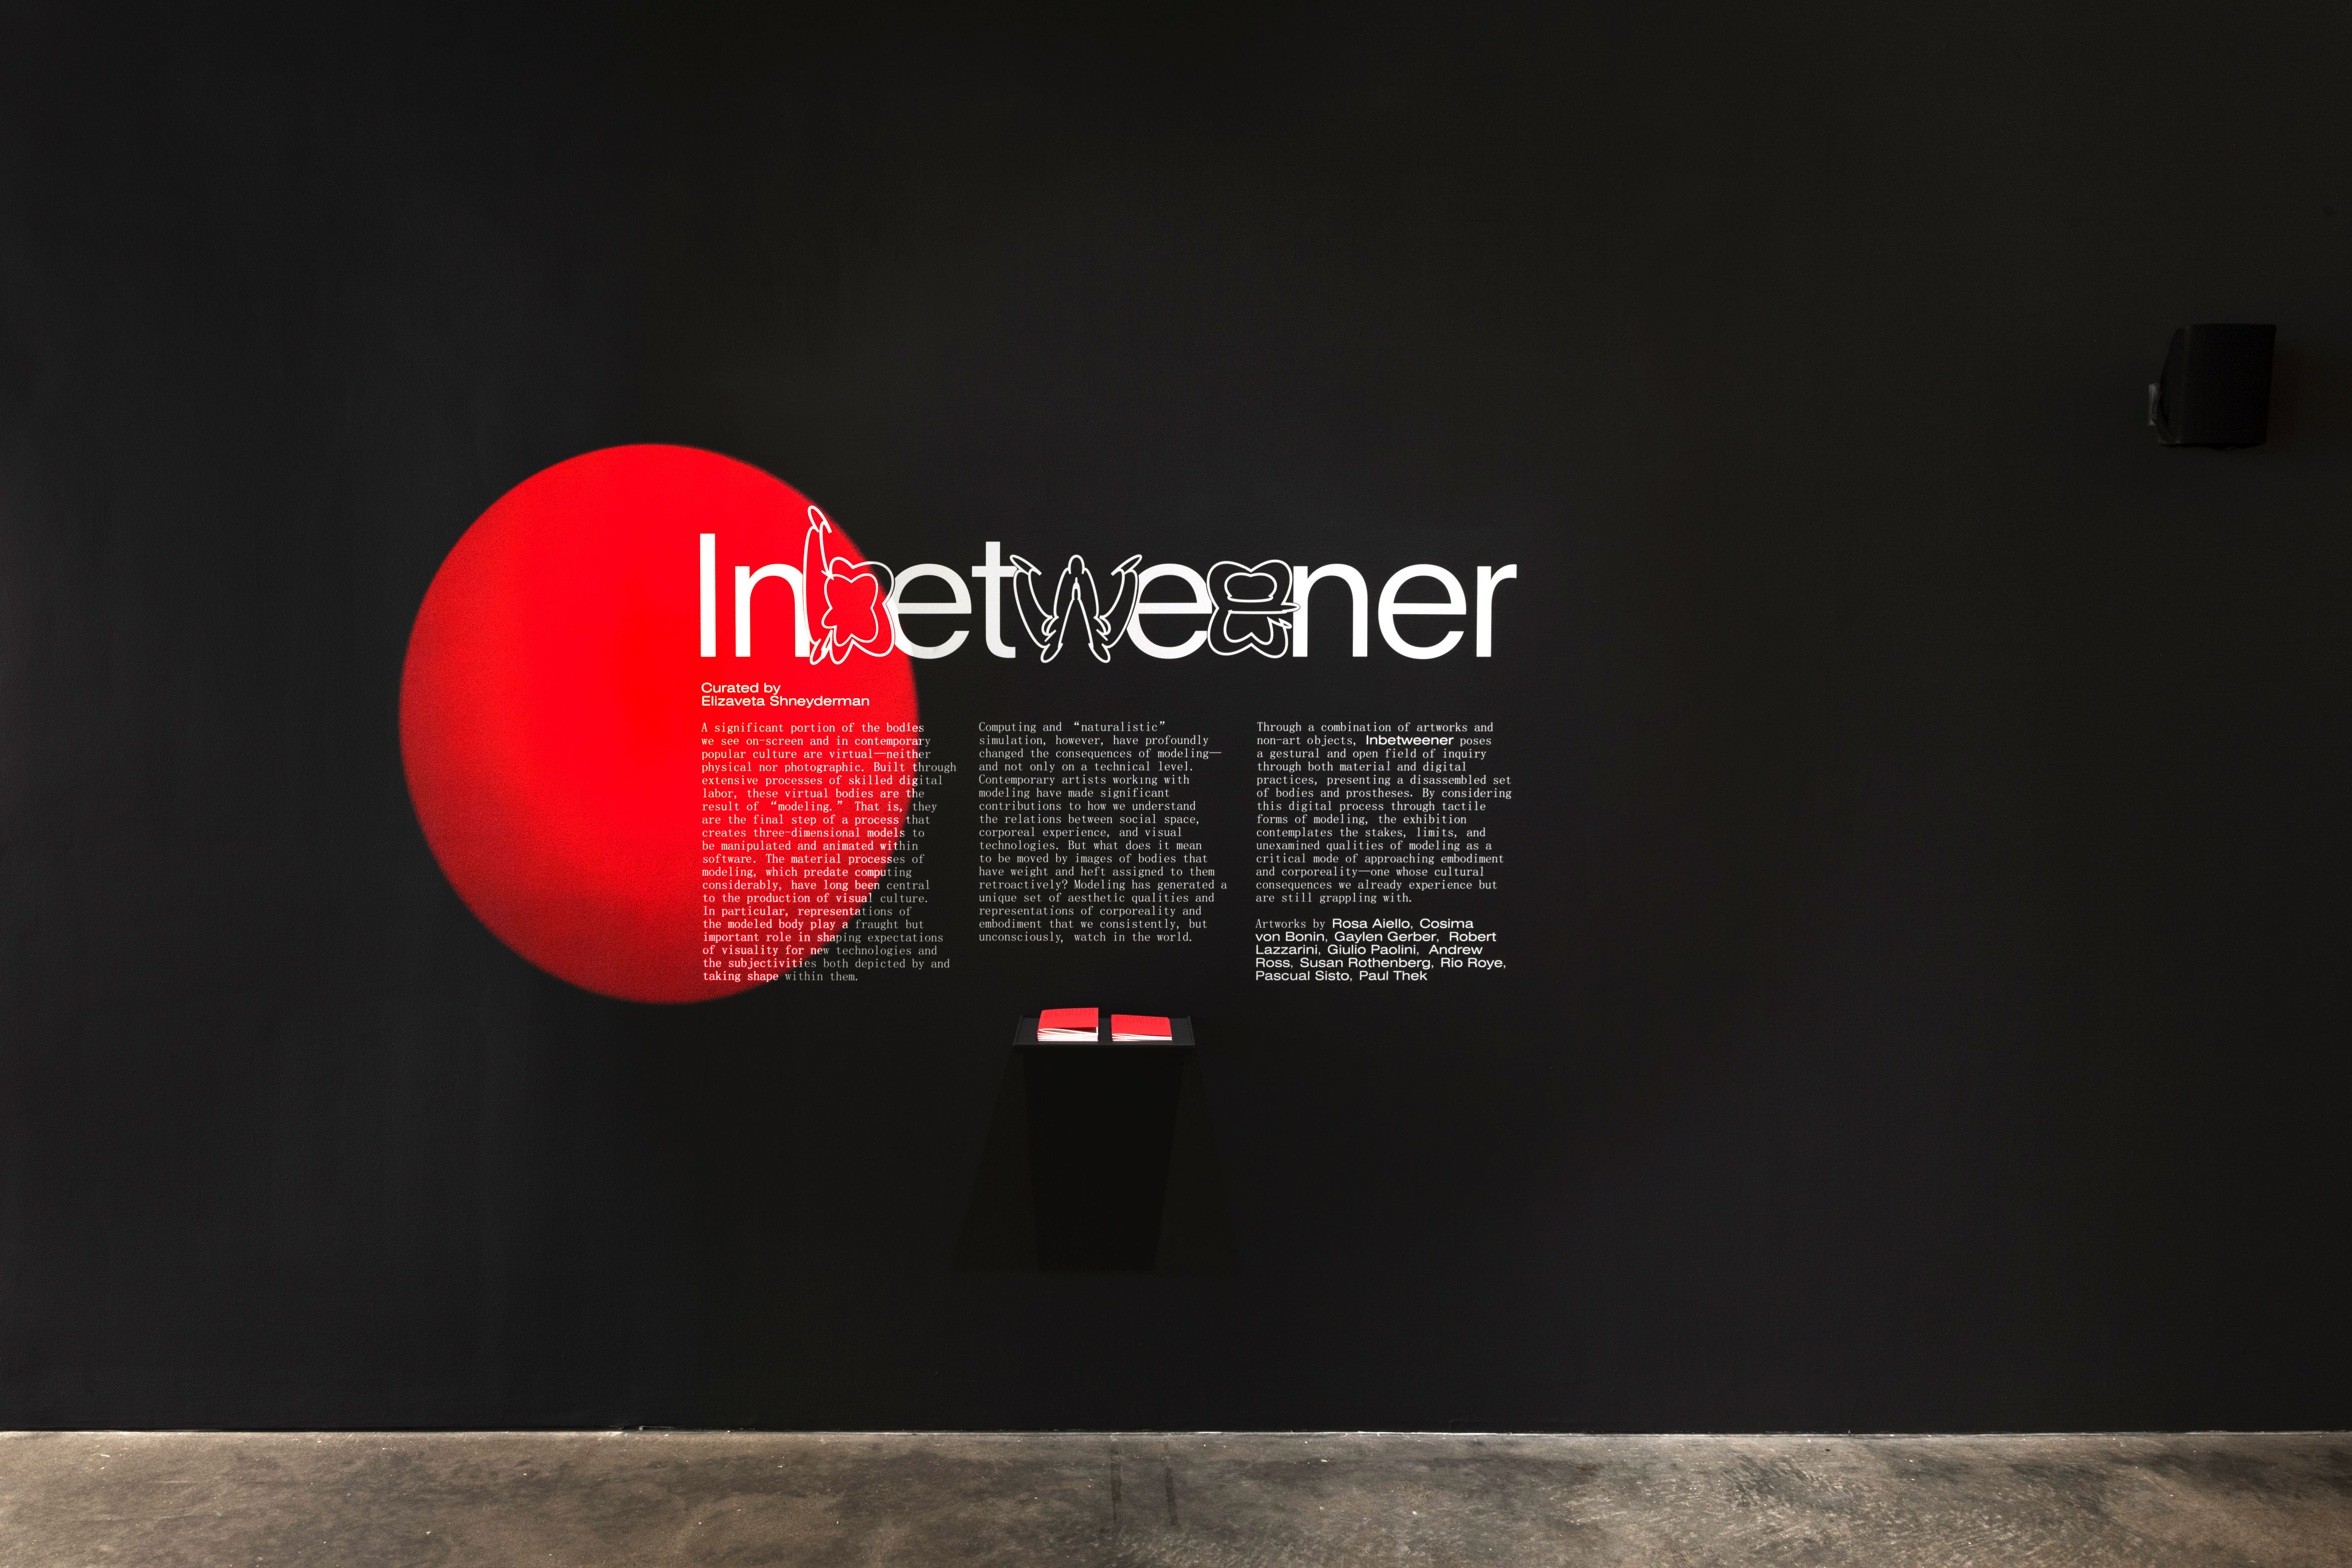 Inbetweener
Curated by
Elizaveta Shneyderman
A significant portion of the bodies
we see on-screen and in contemporary
popular culture are virtual—neither
physical nor photographic. Built through
extensive processes of skilled digital
labor, these virtual bodies are the
result of “modeling.” That is, they
are the final step of a process that
creates three-dimensional models to
be manipulated and animated within
software. The material processes of
modeling, which predate computing
considerably, have long been central
to the production of visual culture.
In particular, representations of
the modeled body play a fraught but
important role in shaping expectations
of visuality for new technologies and
the subjectivities both depicted by and
taking shape within them.
Computing and “naturalistic”
simulation, however, have profoundly
changed the consequences of modeling—
and not only on a technical level.
Contemporary artists working with
modeling have made significant
contributions to how we understand
the relations between social space,
corporeal experience, and visual
technologies. But what does it mean
to be moved by images of bodies that
have weight and heft assigned to them
retroactively? Modeling has generated a
unique set of aesthetic qualities and
representations of corporeality and
embodiment that we consistently, but
unconsciously, watch in the world.
Through a combination of artworks and
non-art objects, Inbetweener poses
a gestural and open field of inquiry
through both material and digital
practices, presenting a disassembled set
of bodies and prostheses. By considering
this digital process through tactile
forms of modeling, the exhibition
contemplates the stakes, limits, and
unexamined qualities of modeling as a
critical mode of approaching embodiment
and corporeality—one whose cultural
consequences we already experience but
are still grappling with.
Artworks by Rosa Aiello, Cosima
von Bonin, Gaylen Gerber, Robert
Lazzarini, Giulio Paolini, Andrew
Ross, Susan Rothenberg, Rio Roye,
Pascual Sisto, Paul Thek